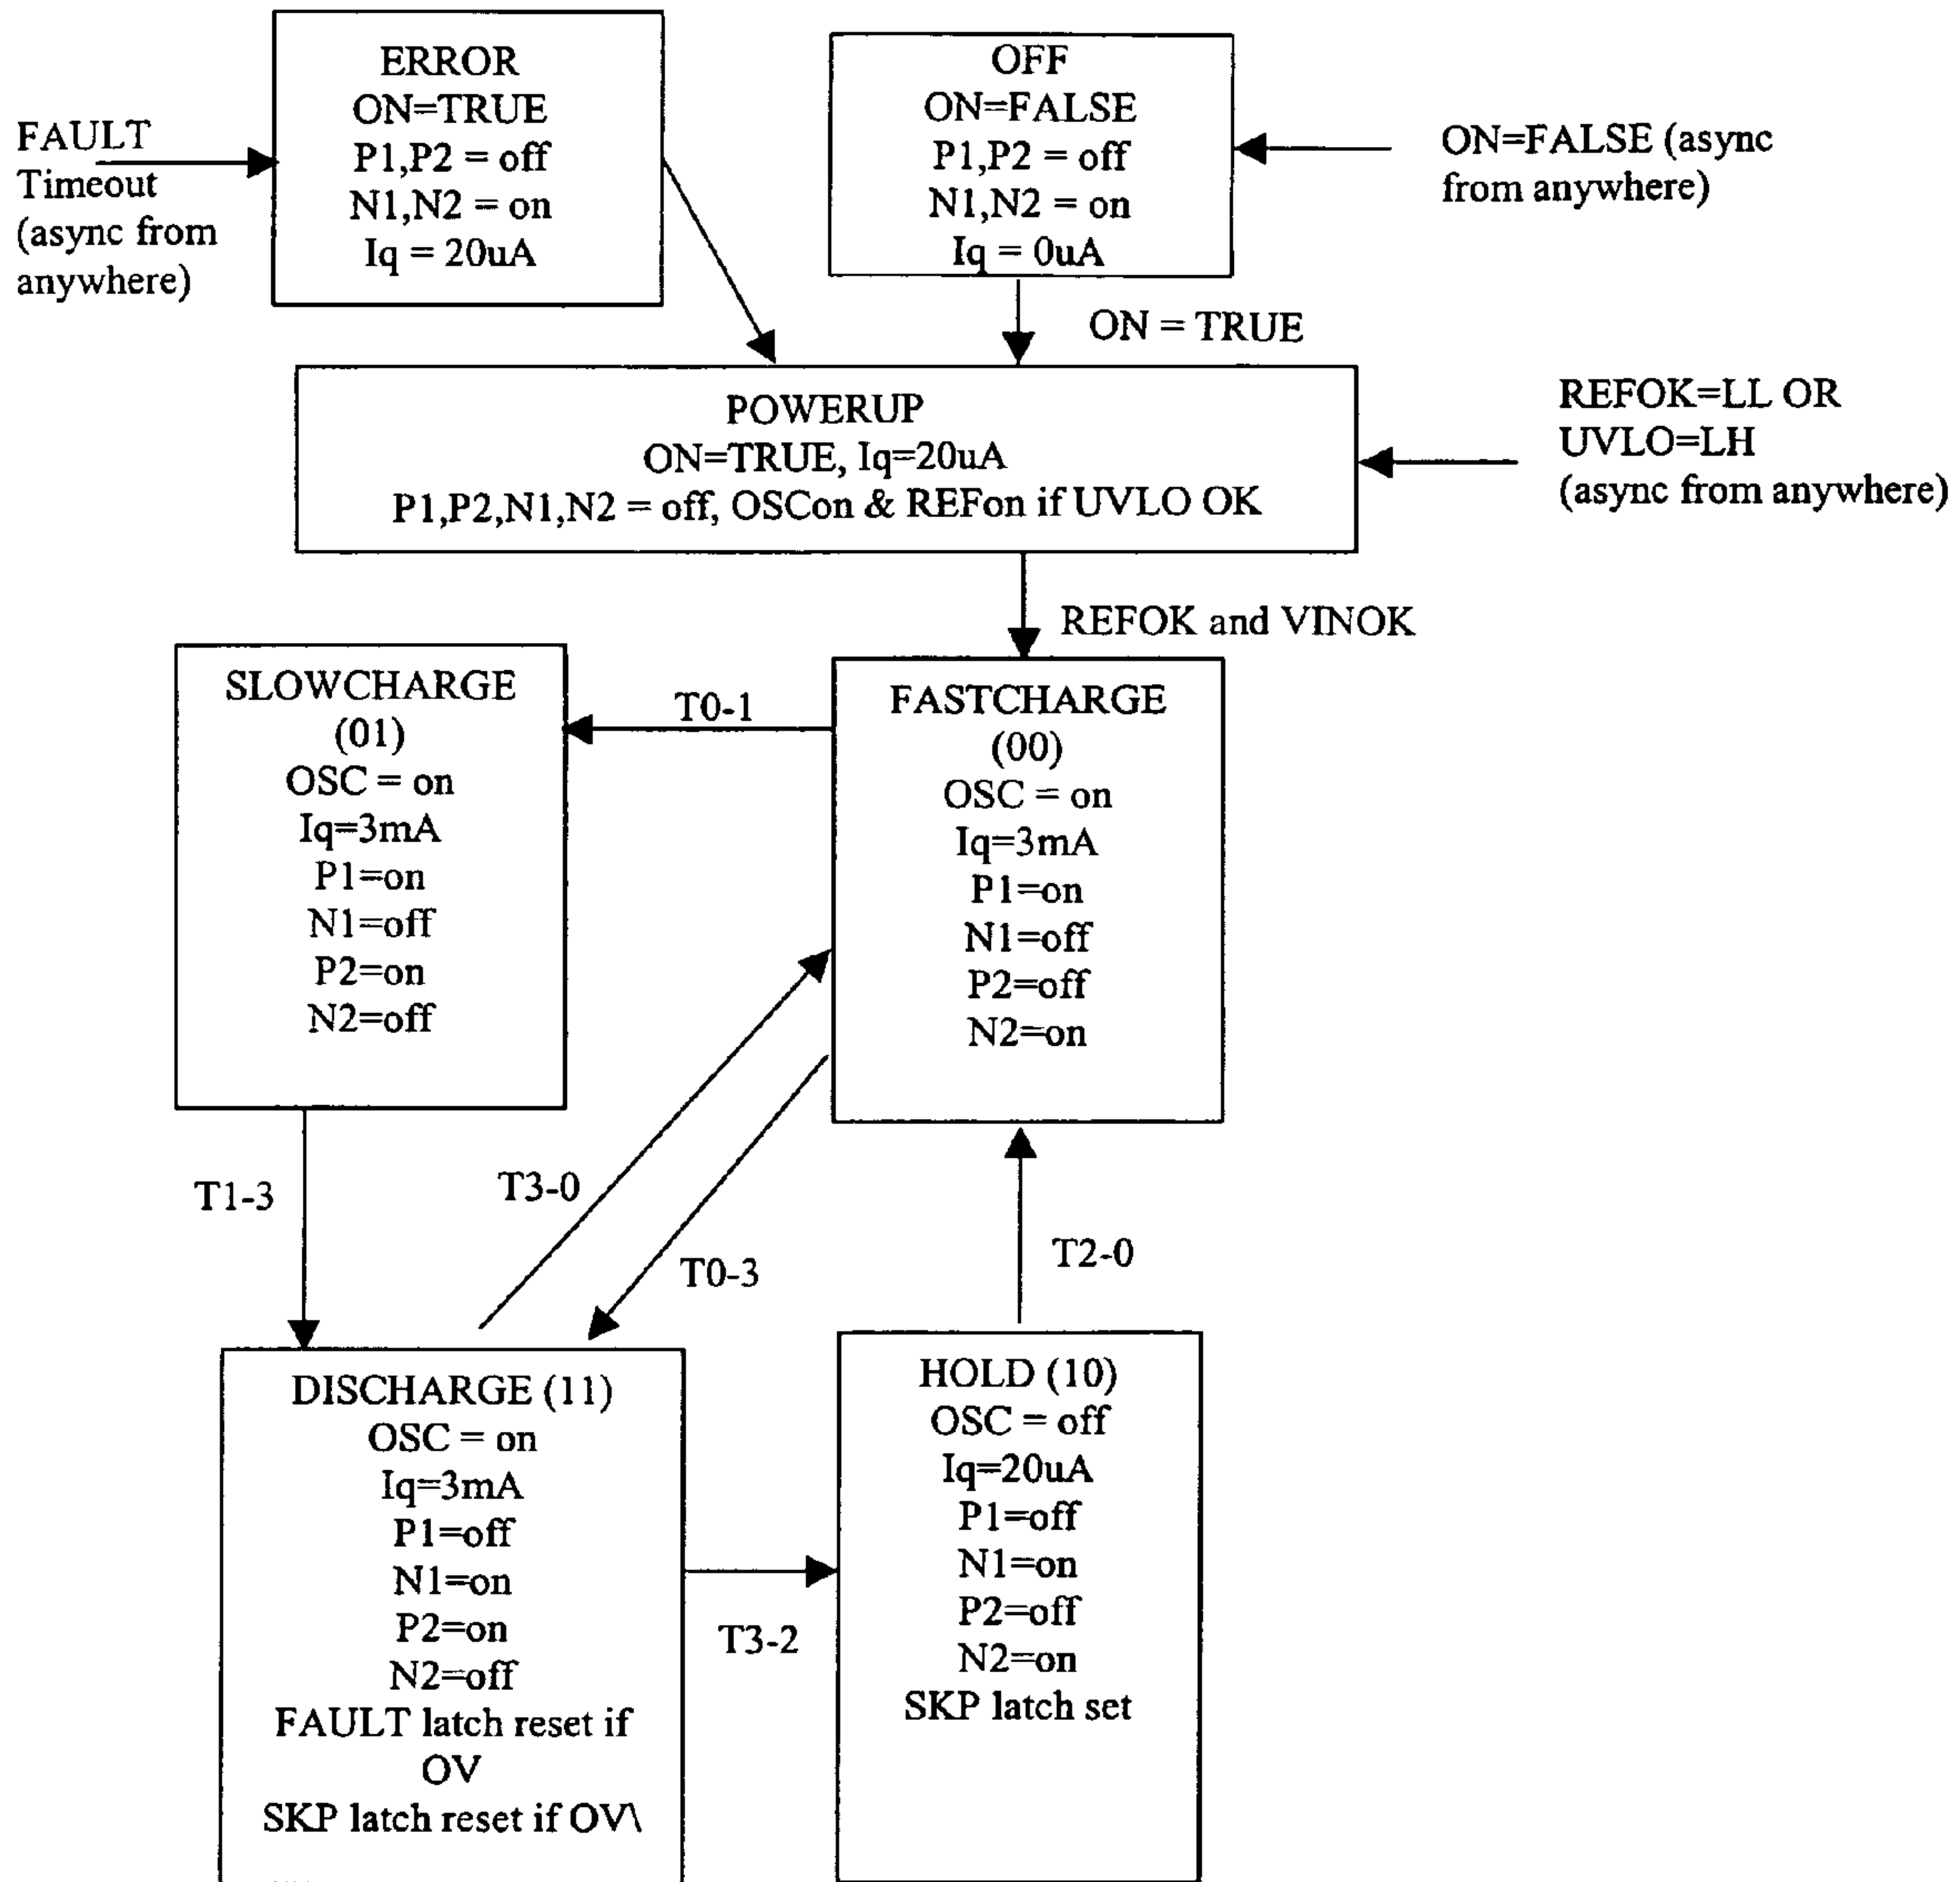 ERROR
ON=TRUE
P1,P2 = off
N1,N2 = on
Iq = 20uA
OFF
ON=FALSE
P1,P2 = off
N1,N2 = on
Iq = 0uA
FAULT
Timeout
(async from
anywhere)
ON=FALSE (async
from anywhere)
ON = TRUE
POWERUP
ON=TRUE, Iq=20uA
P1,P2,N1,N2 = off, OSCon & REFon if UVLO OK
REFOK=LL OR
UVLO=LH
(async from anywhere)
REFOK and VINOK
SLOWCHARGE
(01)
OSC = on
Iq=3mA
P1=on
N1=off
P2=on
N2=off
T0-1
FASTCHARGE
(00)
OSC = on
Iq=3mA
P1=on
N1=off
P2=off
N2=on
T1-3
T3-0
T0-3
T2-0
DISCHARGE (11)
OSC = on
Iq=3mA
P1=off
N1=on
P2=on
N2=off
FAULT latch reset if
OV
SKP latch reset if OV\
T3-2
HOLD (10)
OSC = off
Iq=20uA
P1=off
N1=on
P2=off
N2=on
SKP latch set